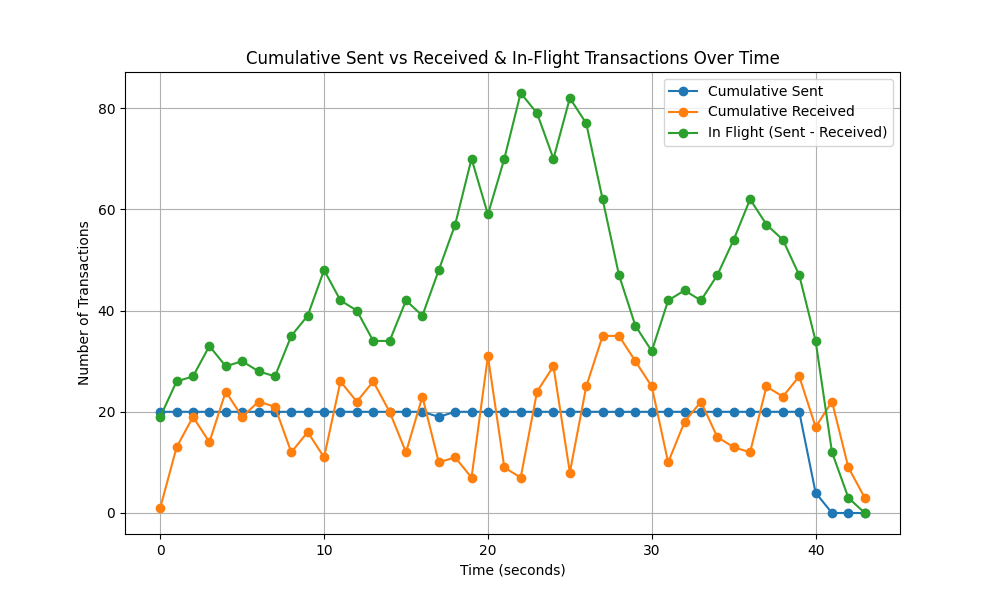 Cumulative Sent vs Received & In-Flight Transactions Over Time
Cumulative Sent
Cumulative Received
In Flight (Sent - Received)
Number of Transactions
80
60
40
20
0
0 10 20 30 40
Time (seconds)